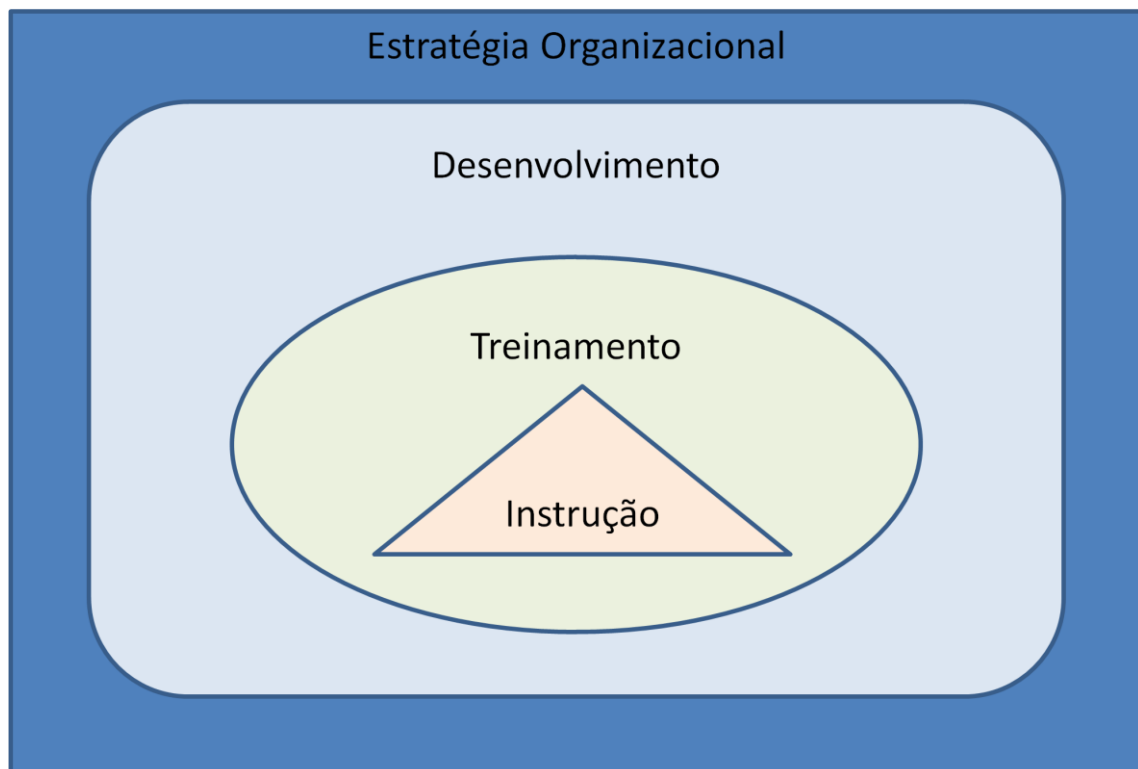 Estratégia Organizacional
Desenvolvimento
Treinamento
Instrução